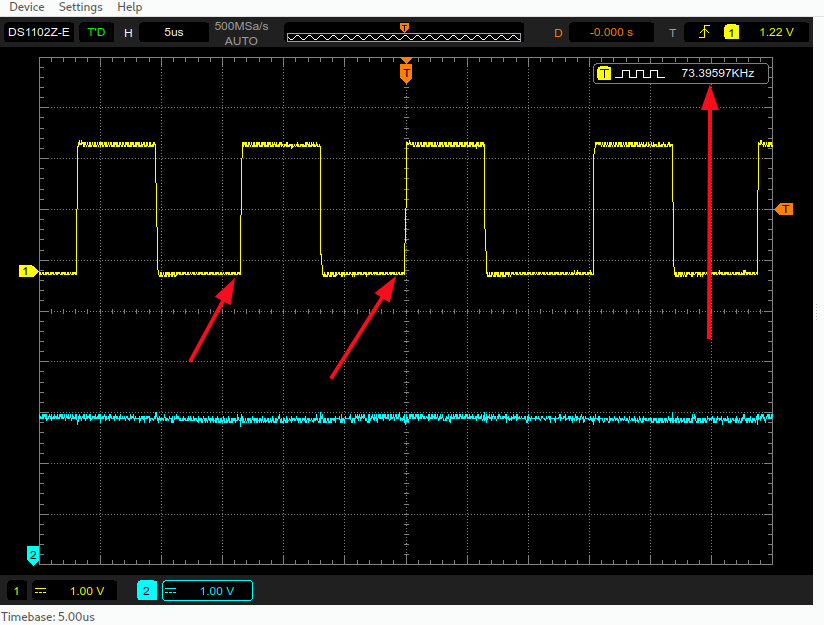 Device Settings Help
DS1102Z-E T'D H 5us 500MSa/s D -0.000 s T 1 1.22 V
AUTO
T
T
T 73.39597KHz
T
1
2
1 1.00 V 2 1.00 V
Timebase: 5.00us